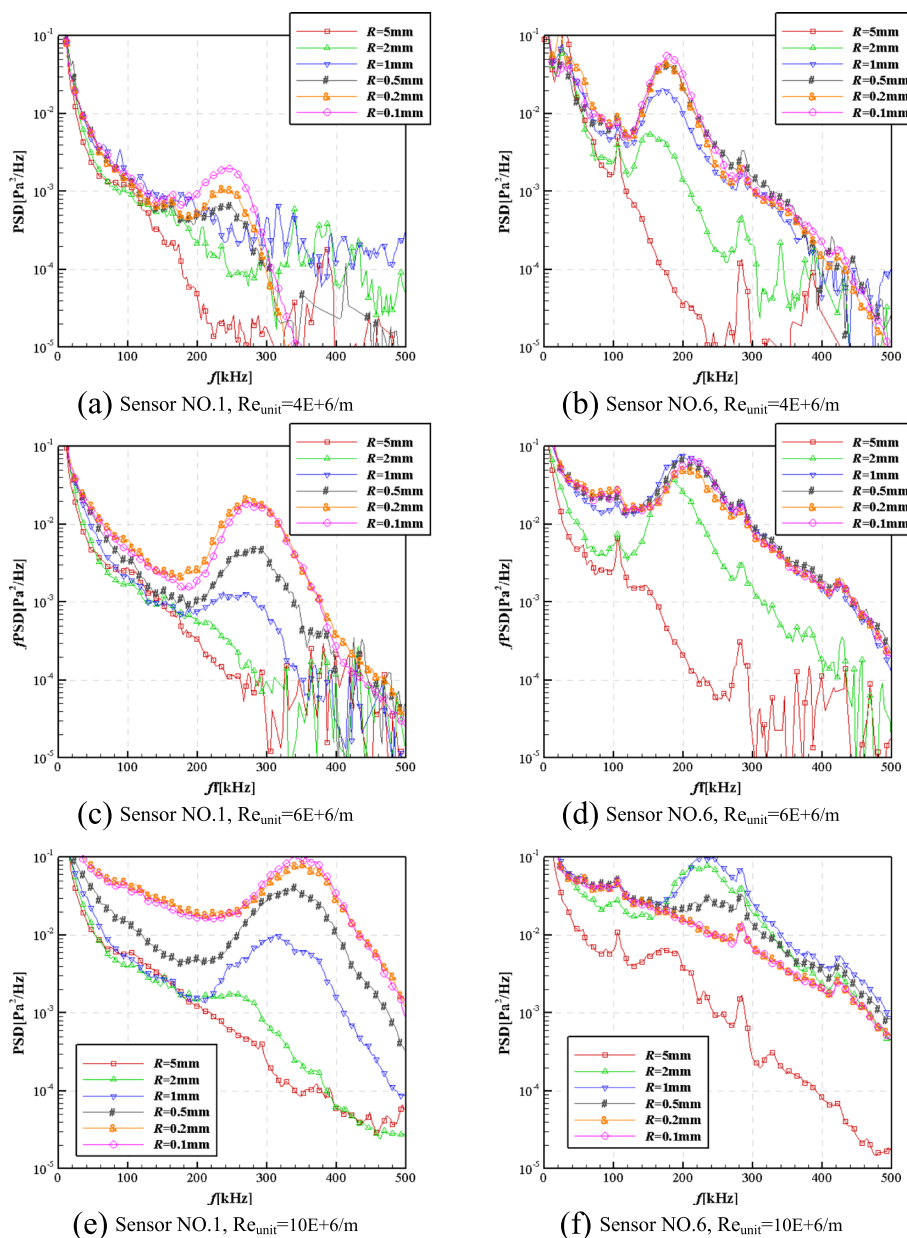 R=5mm
R=2mm
R=1mm
R=0.5mm
R=0.2mm
R=0.1mm
PSD[Pa²/Hz]
10⁻¹
10⁻²
10⁻³
10⁻⁴
10⁻⁵
0 100 200 300 400 500
f[kHz]
(a) Sensor NO.1, Reunit=4E+6/m
R=5mm
R=2mm
R=1mm
R=0.5mm
R=0.2mm
R=0.1mm
PSD[Pa²/Hz]
10⁻¹
10⁻²
10⁻³
10⁻⁴
10⁻⁵
0 100 200 300 400 500
f[kHz]
(b) Sensor NO.6, Reunit=4E+6/m
R=5mm
R=2mm
R=1mm
R=0.5mm
R=0.2mm
R=0.1mm
fPSD[Pa²/Hz]
10⁻¹
10⁻²
10⁻³
10⁻⁴
10⁻⁵
0 100 200 300 400 500
ff[kHz]
(c) Sensor NO.1, Reunit=6E+6/m
R=5mm
R=2mm
R=1mm
R=0.5mm
R=0.2mm
R=0.1mm
fPSD[Pa²/Hz]
10⁻¹
10⁻²
10⁻³
10⁻⁴
10⁻⁵
0 100 200 300 400 500
ff[kHz]
(d) Sensor NO.6, Reunit=6E+6/m
PSD[Pa²/Hz]
10⁻¹
10⁻²
10⁻³
10⁻⁴
10⁻⁵
R=5mm
R=2mm
R=1mm
R=0.5mm
R=0.2mm
R=0.1mm
0 100 200 300 400 500
f[kHz]
(e) Sensor NO.1, Reunit=10E+6/m
PSD[Pa²/Hz]
10⁻¹
10⁻²
10⁻³
10⁻⁴
10⁻⁵
R=5mm
R=2mm
R=1mm
R=0.5mm
R=0.2mm
R=0.1mm
0 100 200 300 400 500
f[kHz]
(f) Sensor NO.6, Reunit=10E+6/m